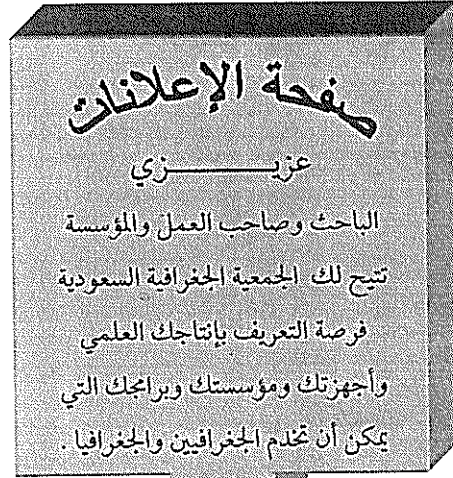 صفحة الإعلانات
عزيـــــــــزي
الباحث وصاحب العمل والمؤسسة
تتيح لك الجمعية الجغرافية السعودية
فرصة التعريف بإنتاجك العلمي
وأجهزتك ومؤسستك وبرامجك التي
يمكن أن تخدم الجغرافيين والجغرافيا .